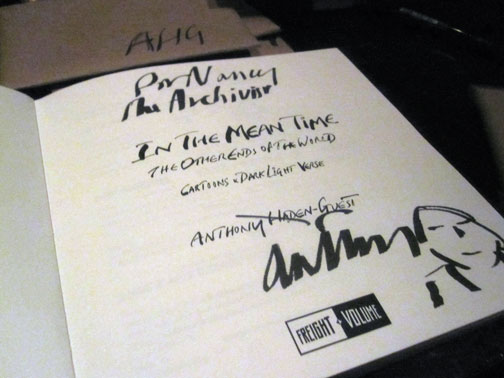 AHG
For Nancy
The Archivist
IN THE MEAN TIME
THE OTHER ENDS OF THE WORLD
CARTOONS & DARK LIGHT VERSE
ANTHONY HADEN-GUEST
Anthony
FREIGHT + VOLUME